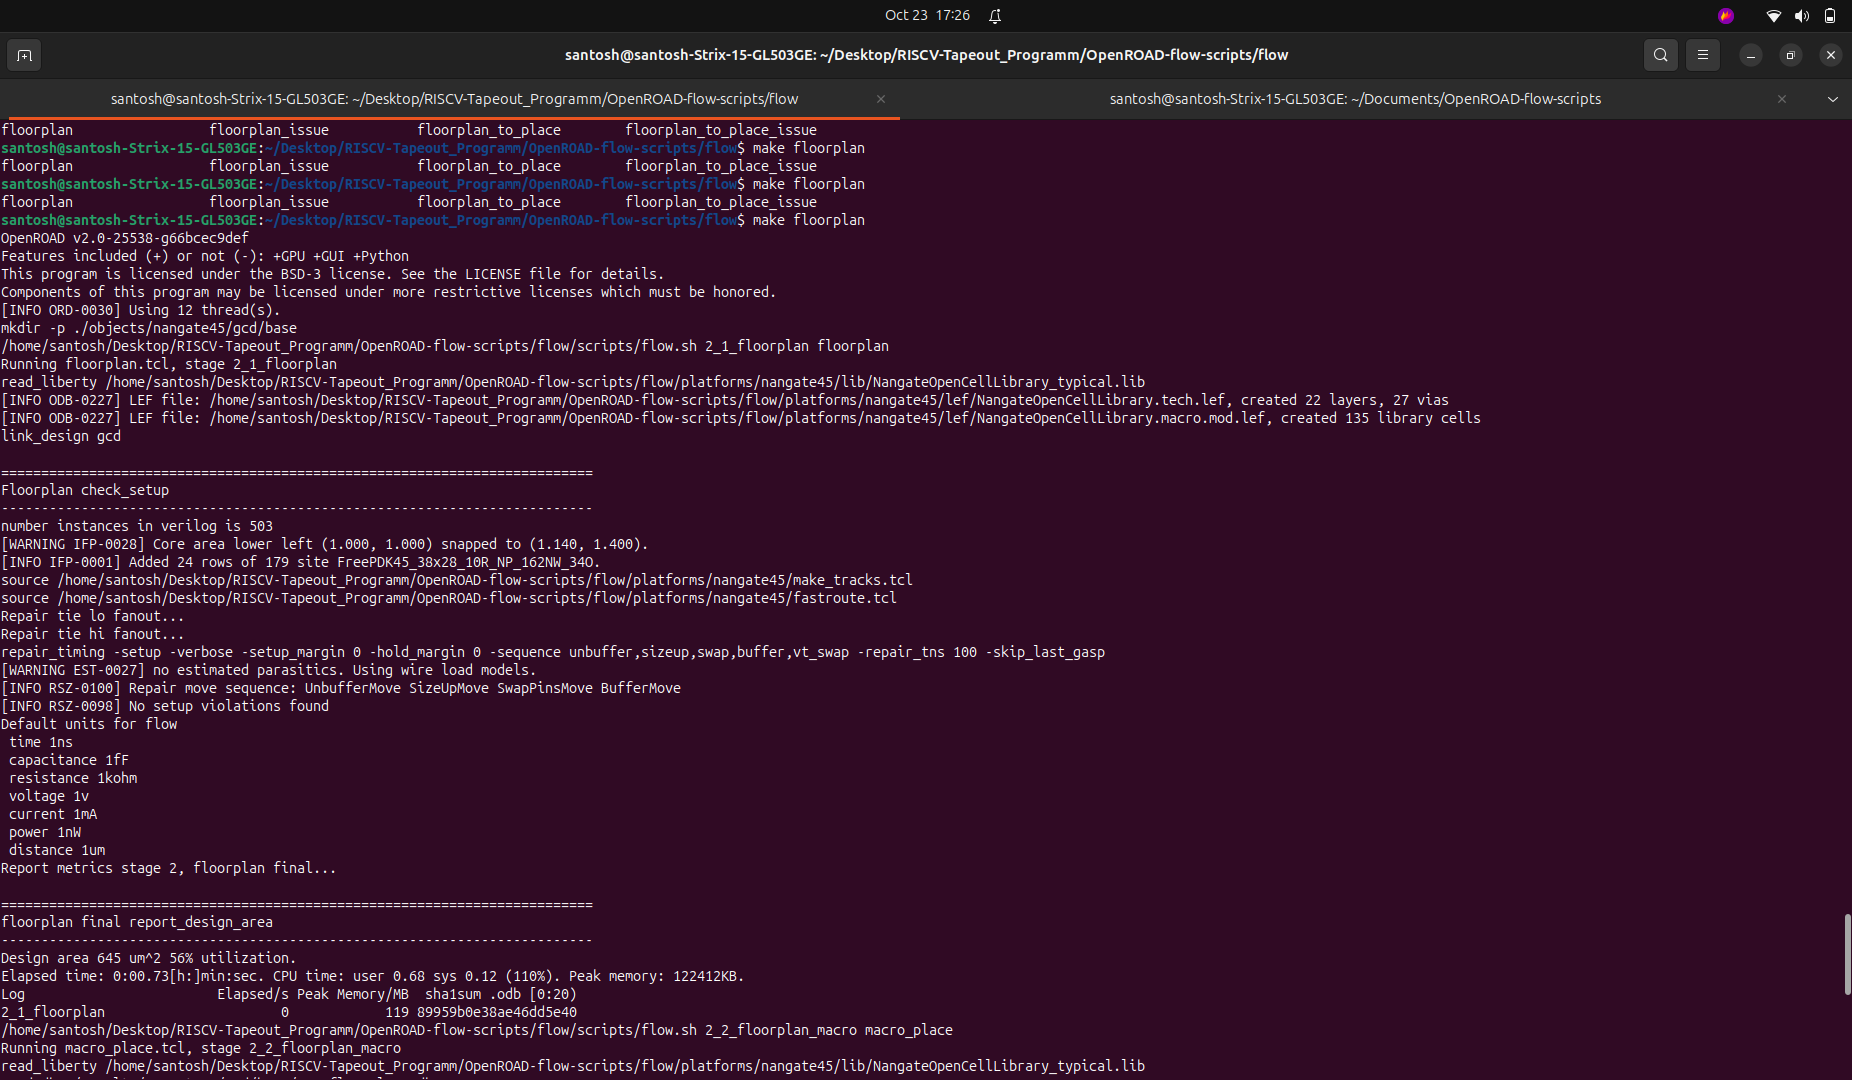 Oct 23 17:26
santosh@santosh-Strix-15-GL503GE: ~/Desktop/RISCV-Tapeout_Programm/OpenROAD-flow-scripts/flow
santosh@santosh-Strix-15-GL503GE: ~/Desktop/RISCV-Tapeout_Programm/OpenROAD-flow-scripts/flow
santosh@santosh-Strix-15-GL503GE: ~/Documents/OpenROAD-flow-scripts
floorplan floorplan_issue floorplan_to_place floorplan_to_place_issue
santosh@santosh-Strix-15-GL503GE:~/Desktop/RISCV-Tapeout_Programm/OpenROAD-flow-scripts/flow$ make floorplan
floorplan floorplan_issue floorplan_to_place floorplan_to_place_issue
santosh@santosh-Strix-15-GL503GE:~/Desktop/RISCV-Tapeout_Programm/OpenROAD-flow-scripts/flow$ make floorplan
floorplan floorplan_issue floorplan_to_place floorplan_to_place_issue
santosh@santosh-Strix-15-GL503GE:~/Desktop/RISCV-Tapeout_Programm/OpenROAD-flow-scripts/flow$ make floorplan
OpenROAD v2.0-25538-g66bcec9def
Features included (+) or not (-): +GPU +GUI +Python
This program is licensed under the BSD-3 license. See the LICENSE file for details.
Components of this program may be licensed under more restrictive licenses which must be honored.
[INFO ORD-0030] Using 12 thread(s).
mkdir -p ./objects/nangate45/gcd/base
/home/santosh/Desktop/RISCV-Tapeout_Programm/OpenROAD-flow-scripts/flow/scripts/flow.sh 2_1_floorplan floorplan
Running floorplan.tcl, stage 2_1_floorplan
read_liberty /home/santosh/Desktop/RISCV-Tapeout_Programm/OpenROAD-flow-scripts/flow/platforms/nangate45/lib/NangateOpenCellLibrary_typical.lib
[INFO ODB-0227] LEF file: /home/santosh/Desktop/RISCV-Tapeout_Programm/OpenROAD-flow-scripts/flow/platforms/nangate45/lef/NangateOpenCellLibrary.tech.lef, created 22 layers, 27 vias
[INFO ODB-0227] LEF file: /home/santosh/Desktop/RISCV-Tapeout_Programm/OpenROAD-flow-scripts/flow/platforms/nangate45/lef/NangateOpenCellLibrary.macro.mod.lef, created 135 library cells
link_design gcd
==========================================================================
Floorplan check_setup
--------------------------------------------------------------------------
number instances in verilog is 503
[WARNING IFP-0028] Core area lower left (1.000, 1.000) snapped to (1.140, 1.400).
[INFO IFP-0001] Added 24 rows of 179 site FreePDK45_38x28_10R_NP_162NW_34O.
source /home/santosh/Desktop/RISCV-Tapeout_Programm/OpenROAD-flow-scripts/flow/platforms/nangate45/make_tracks.tcl
source /home/santosh/Desktop/RISCV-Tapeout_Programm/OpenROAD-flow-scripts/flow/platforms/nangate45/fastroute.tcl
Repair tie lo fanout...
Repair tie hi fanout...
repair_timing -setup -verbose -setup_margin 0 -hold_margin 0 -sequence unbuffer,sizeup,swap,buffer,vt_swap -repair_tns 100 -skip_last_gasp
[WARNING EST-0027] no estimated parasitics. Using wire load models.
[INFO RSZ-0100] Repair move sequence: UnbufferMove SizeUpMove SwapPinsMove BufferMove
[INFO RSZ-0098] No setup violations found
Default units for flow
time 1ns
capacitance 1fF
resistance 1kohm
voltage 1v
current 1mA
power 1nW
distance 1um
Report metrics stage 2, floorplan final...
==========================================================================
floorplan final report_design_area
--------------------------------------------------------------------------
Design area 645 um^2 56% utilization.
Elapsed time: 0:00.73[h:]min:sec. CPU time: user 0.68 sys 0.12 (110%). Peak memory: 122412KB.
Log Elapsed/s Peak Memory/MB sha1sum .odb [0:20)
2_1_floorplan 0 119 89959b0e38ae46dd5e40
/home/santosh/Desktop/RISCV-Tapeout_Programm/OpenROAD-flow-scripts/flow/scripts/flow.sh 2_2_floorplan_macro macro_place
Running macro_place.tcl, stage 2_2_floorplan_macro
read_liberty /home/santosh/Desktop/RISCV-Tapeout_Programm/OpenROAD-flow-scripts/flow/platforms/nangate45/lib/NangateOpenCellLibrary_typical.lib